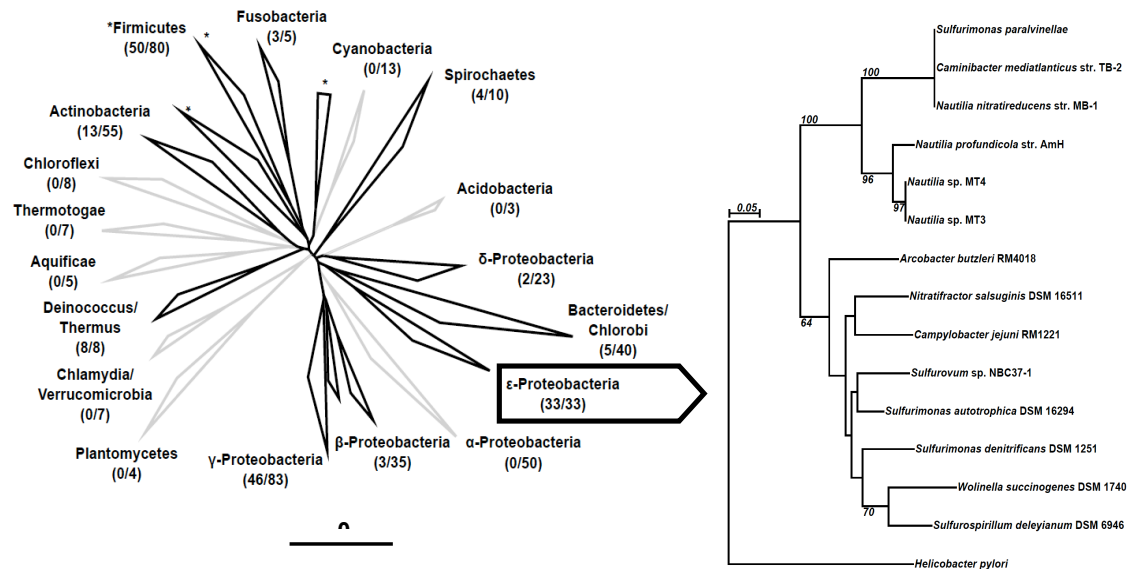 *Firmicutes
(50/80)
*
Fusobacteria
(3/5)
*
Cyanobacteria
(0/13)
Spirochaetes
(4/10)
Actinobacteria
(13/55)
*
Chloroflexi
(0/8)
Thermotogae
(0/7)
Aquificae
(0/5)
Deinococcus/
Thermus
(8/8)
Chlamydia/
Verrucomicrobia
(0/7)
Plantomycetes
(0/4)
γ-Proteobacteria
(46/83)
β-Proteobacteria
(3/35)
α-Proteobacteria
(0/50)
Acidobacteria
(0/3)
δ-Proteobacteria
(2/23)
Bacteroidetes/
Chlorobi
(5/40)
ε-Proteobacteria
(33/33)
0.05
100
100
96
97
64
70
Sulfurimonas paralvinellae
Caminibacter mediatlanticus str. TB-2
Nautilia nitratireducens str. MB-1
Nautilia profundicola str. AmH
Nautilia sp. MT4
Nautilia sp. MT3
Arcobacter butzleri RM4018
Nitratifractor salsuginis DSM 16511
Campylobacter jejuni RM1221
Sulfurovum sp. NBC37-1
Sulfurimonas autotrophica DSM 16294
Sulfurimonas denitrificans DSM 1251
Wolinella succinogenes DSM 1740
Sulfurospirillum deleyianum DSM 6946
Helicobacter pylori